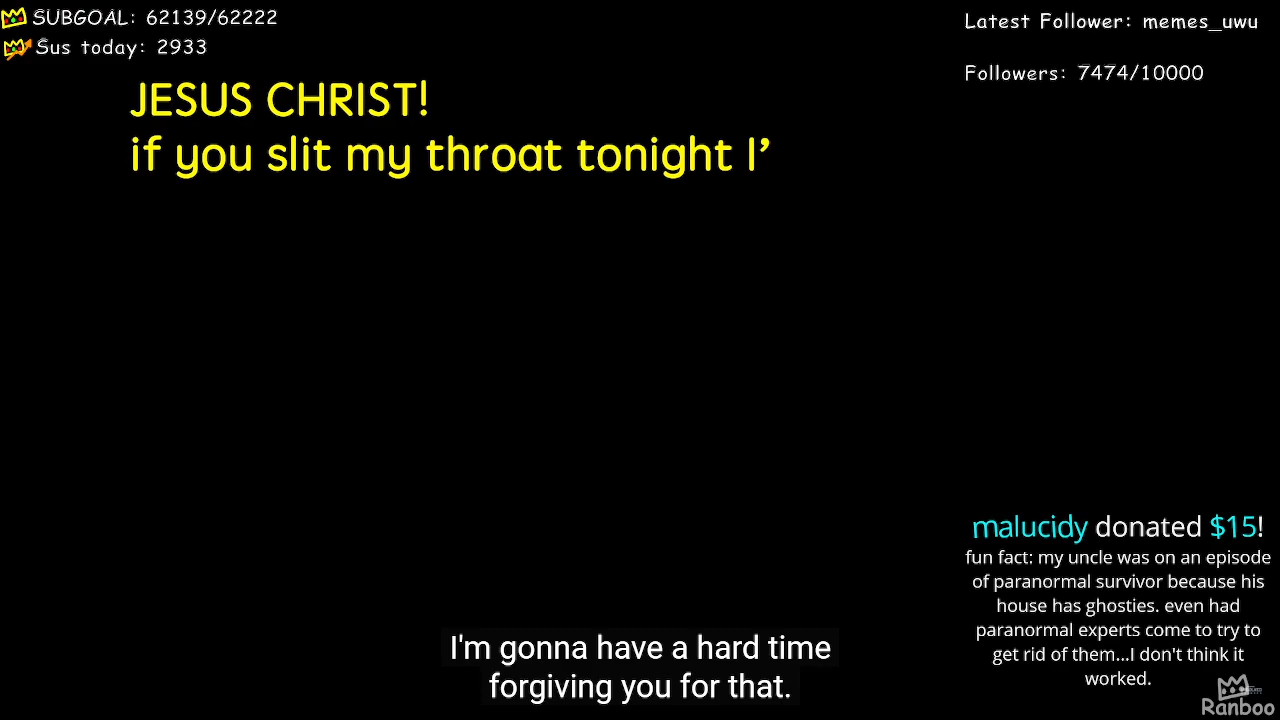 SUBGOAL: 62139/62222
Sus today: 2933
Latest Follower: memes_uwu
Followers: 7474/10000
JESUS CHRIST!
if you slit my throat tonight I’
malucidy donated $15!
fun fact: my uncle was on an episode
of paranormal survivor because his
house has ghosties. even had
paranormal experts come to try to
get rid of them...I don't think it
worked.
I'm gonna have a hard time
forgiving you for that.
Ranboo